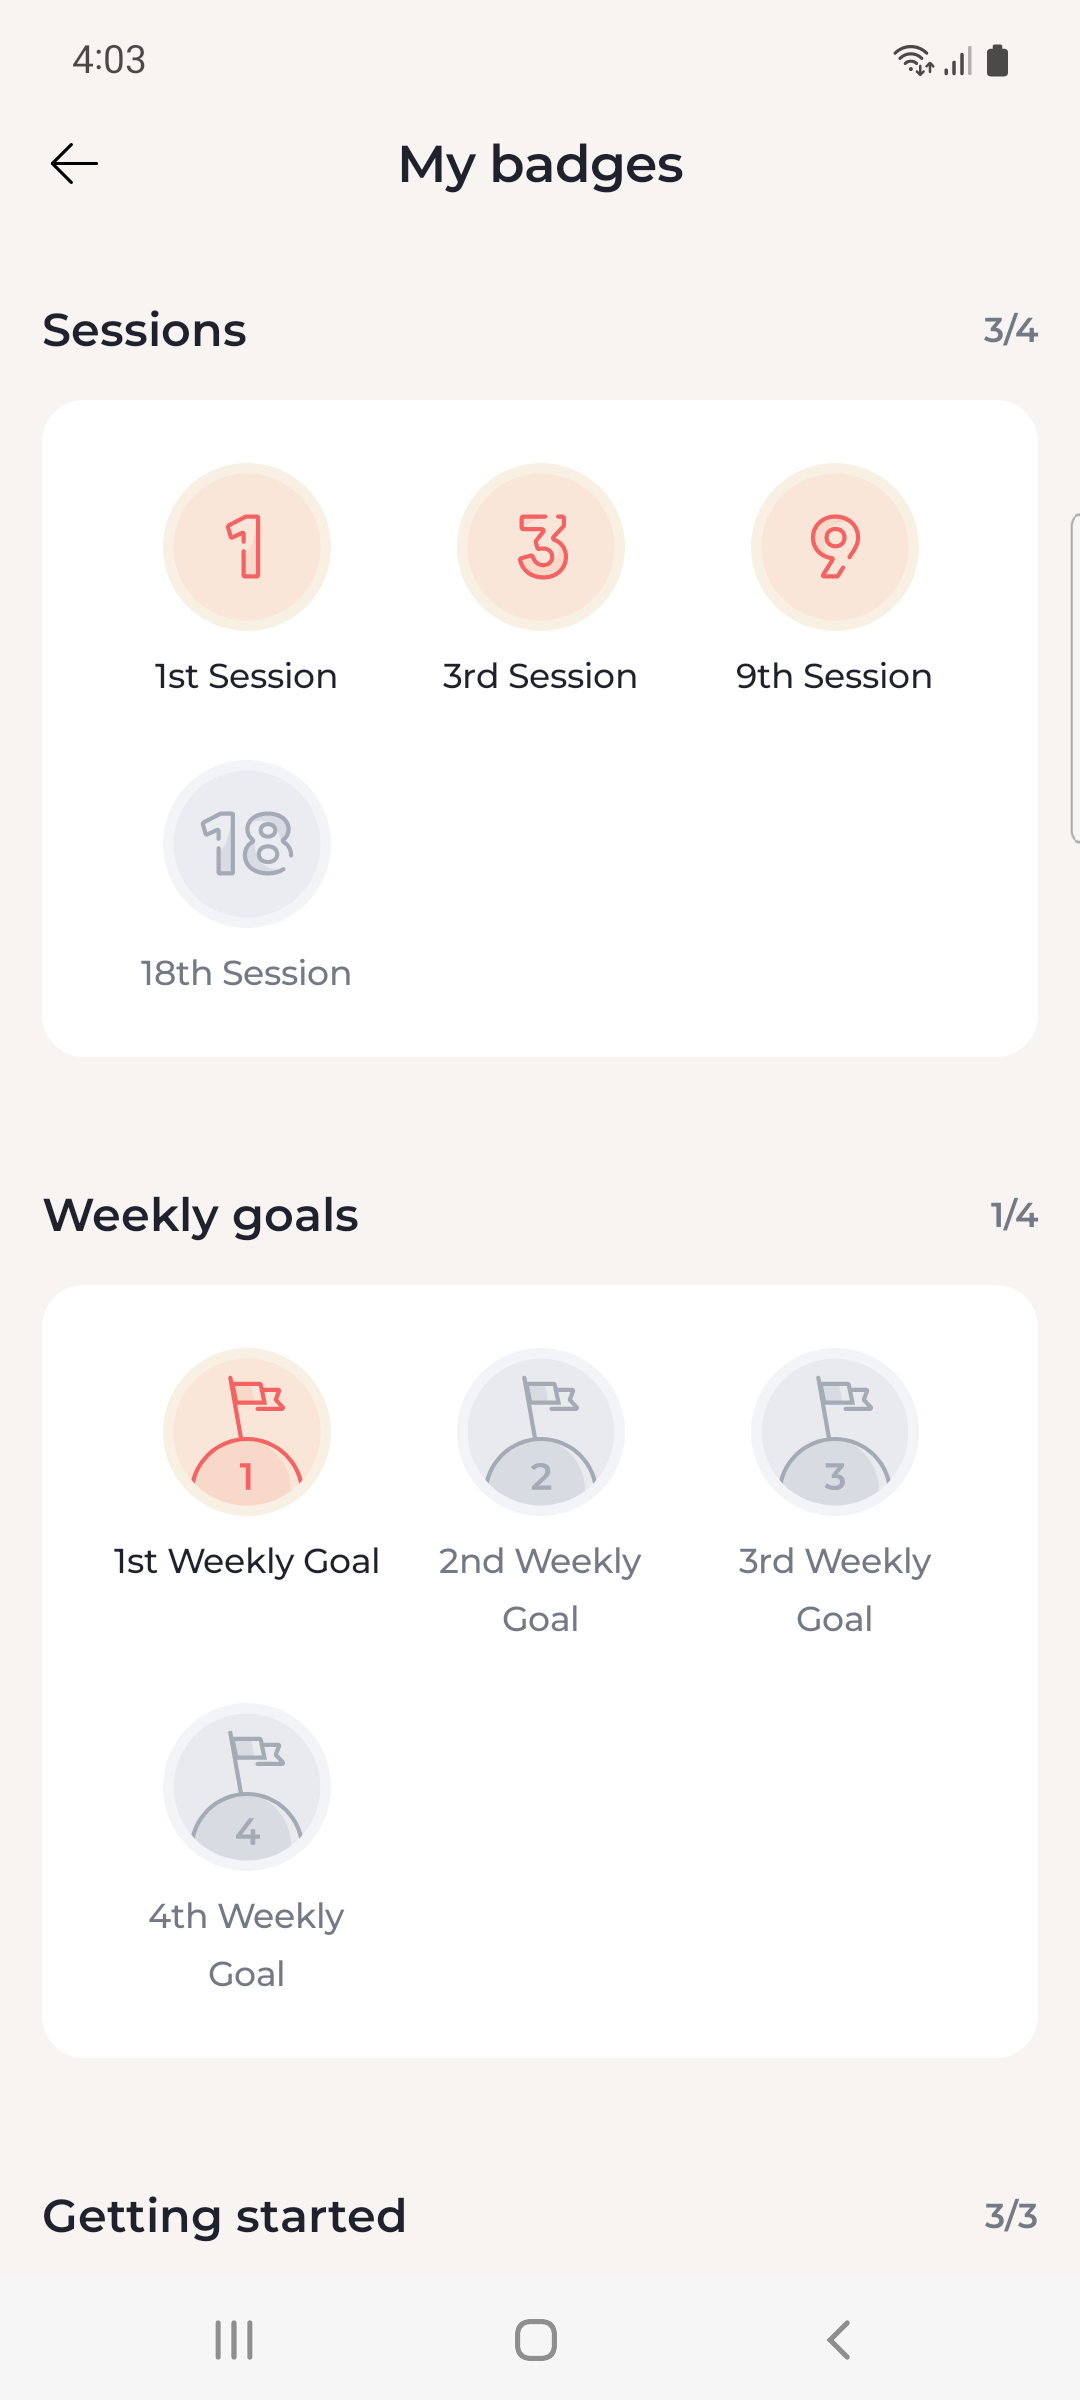 4:03
My badges
Sessions 3/4
1 3 9
1st Session 3rd Session 9th Session
18
18th Session
Weekly goals 1/4
1 2 3
1st Weekly Goal 2nd Weekly Goal 3rd Weekly Goal
4
4th Weekly
Goal
Getting started 3/3